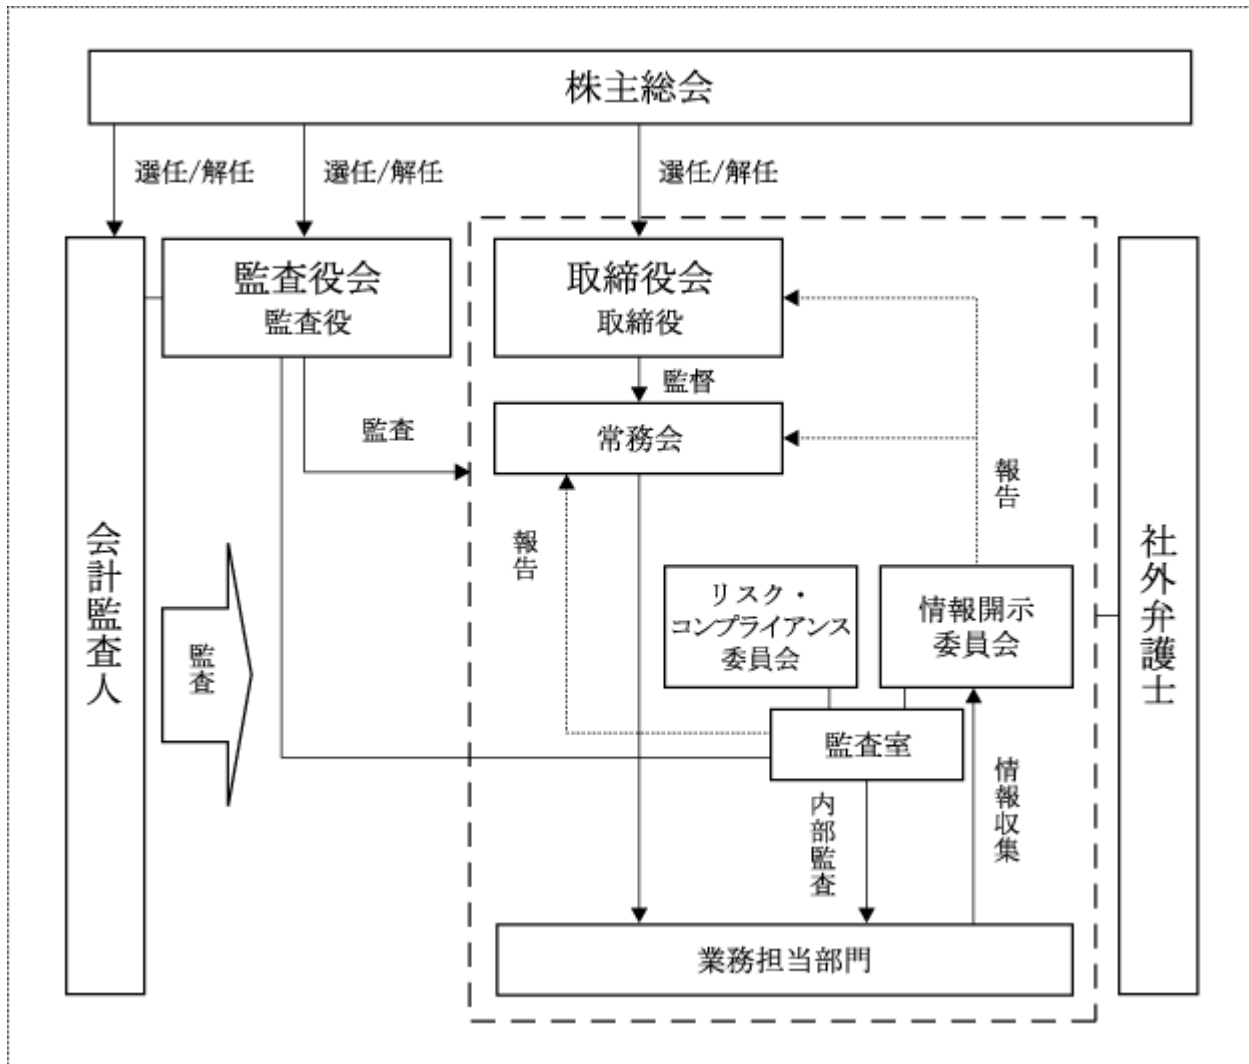 株主総会
選任/解任
選任/解任
選任/解任
監査役会
監査役
取締役会
取締役
監督
常務会
監査
報告
報告
会計監査人
監査
リスク・
コンプライアンス
委員会
情報開示
委員会
社外弁護士
監査室
内部監査
情報収集
業務担当部門